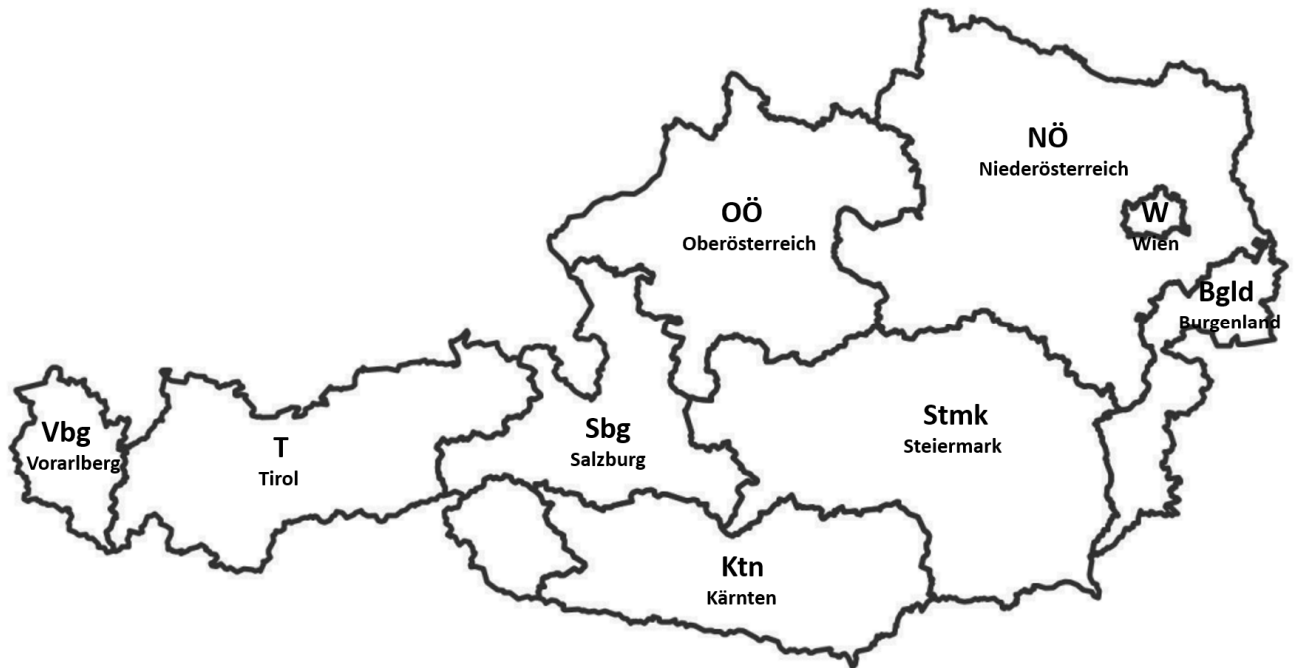 NÖ
Niederösterreich
OÖ
Oberösterreich
W
Wien
Bgld
Burgenland
Vbg
Vorarlberg
T
Tirol
Sbg
Salzburg
Stmk
Steiermark
Ktn
Kärnten